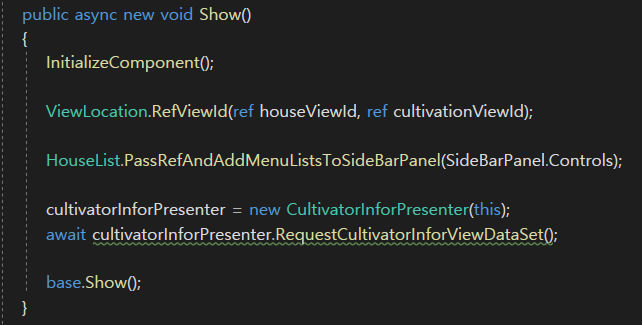 public async new void Show()
{
InitializeComponent();
ViewLocation.RefViewId(ref houseViewId, ref cultivationViewId);
HouseList.PassRefAndAddMenuListsToSideBarPanel(SideBarPanel.Controls);
cultivatorInforPresenter = new CultivatorInforPresenter(this);
await cultivatorInforPresenter.RequestCultivatorInforViewDataSet();
base.Show();
}